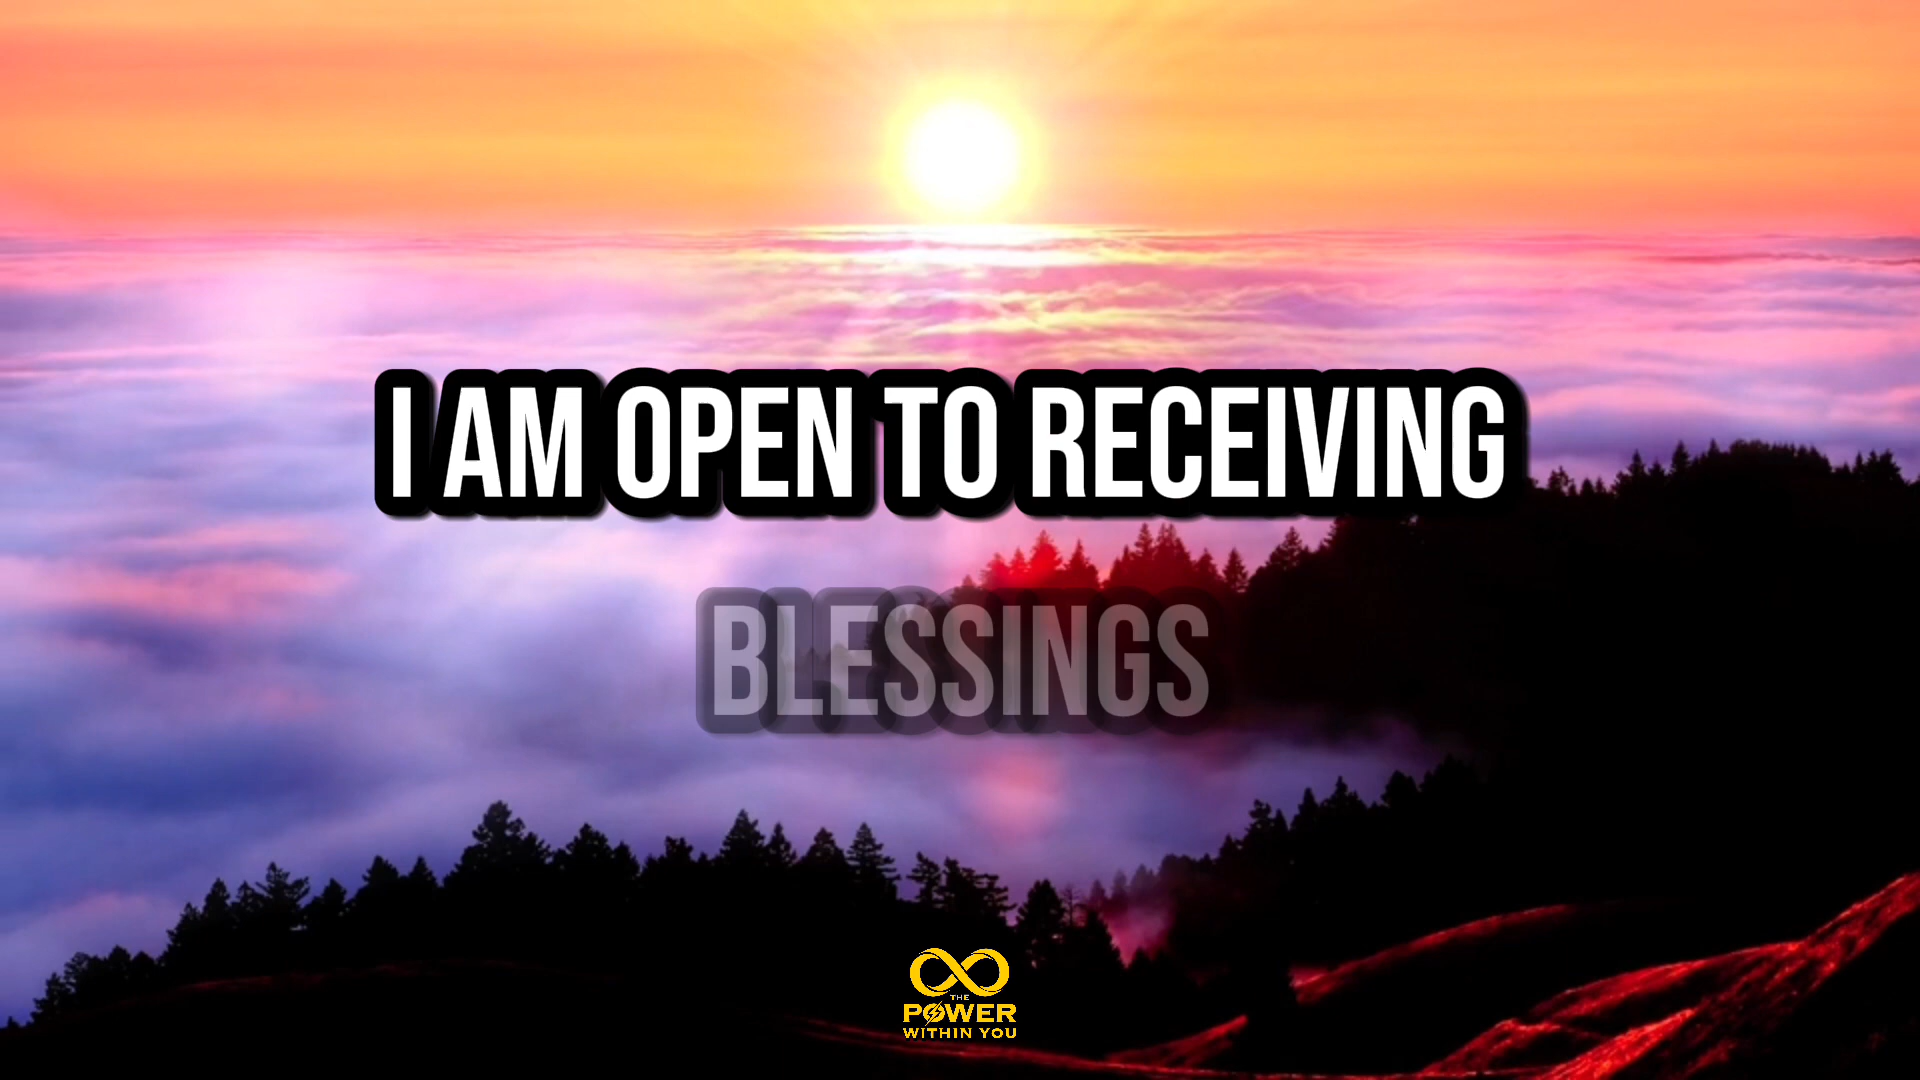 I AM OPEN TO RECEIVING
BLESSINGS
THE
POWER
WITHIN YOU